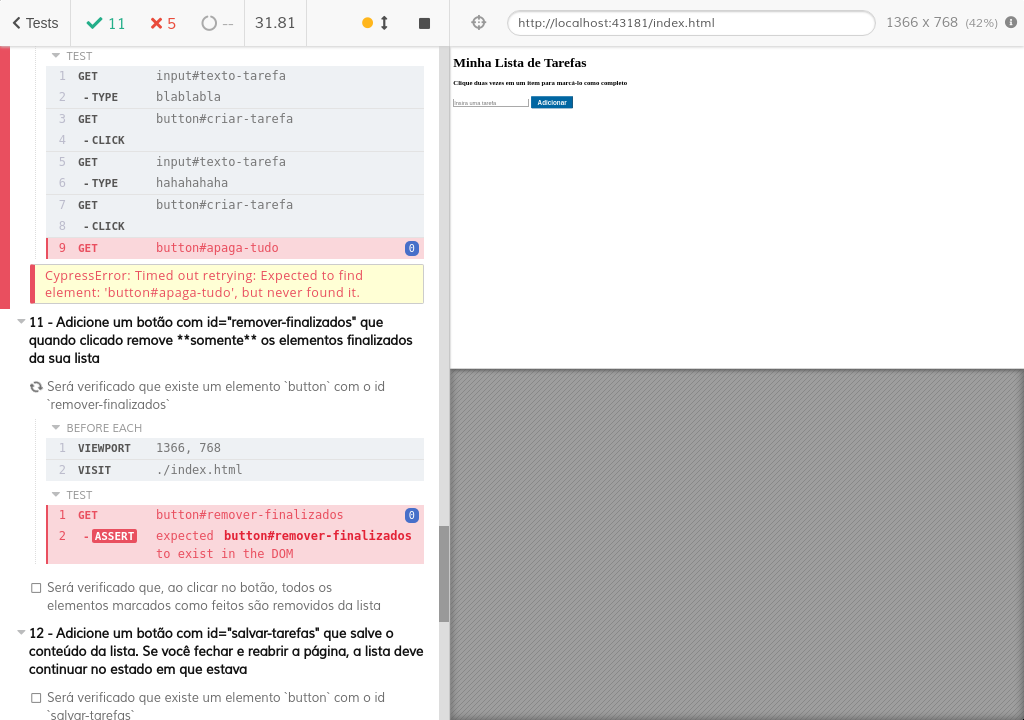 Tests
11
5
--
31.81
http://localhost:43181/index.html
1366 x 768 (42%)
TEST
1 GET input#texto-tarefa
2 - TYPE blablabla
3 GET button#criar-tarefa
4 - CLICK
5 GET input#texto-tarefa
6 - TYPE hahahahaha
7 GET button#criar-tarefa
8 - CLICK
9 GET button#apaga-tudo 0
CypressError: Timed out retrying: Expected to find
element: 'button#apaga-tudo', but never found it.
11 - Adicione um botão com id="remover-finalizados" que
quando clicado remove **somente** os elementos finalizados
da sua lista
Será verificado que existe um elemento `button` com o id
`remover-finalizados`
BEFORE EACH
1 VIEWPORT 1366, 768
2 VISIT ./index.html
TEST
1 GET button#remover-finalizados 0
2 - ASSERT expected button#remover-finalizados
to exist in the DOM
Será verificado que, ao clicar no botão, todos os
elementos marcados como feitos são removidos da lista
12 - Adicione um botão com id="salvar-tarefas" que salve o
conteúdo da lista. Se você fechar e reabrir a página, a lista deve
continuar no estado em que estava
Será verificado que existe um elemento `button` com o id
`salvar-tarefas`
Minha Lista de Tarefas
Clique duas vezes em um item para marcá-lo como completo
Insira uma tarefa
Adicionar